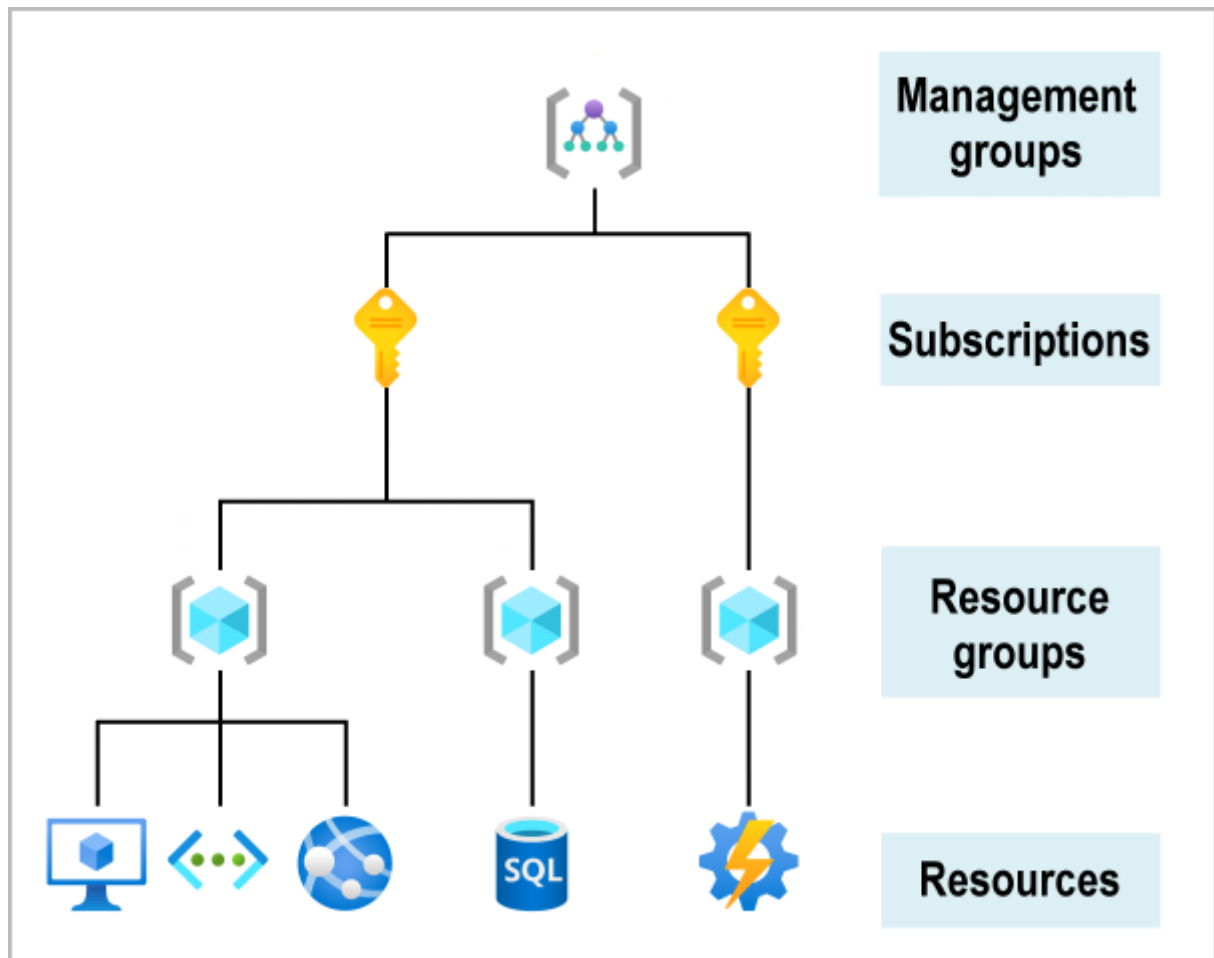 Management
groups
Subscriptions
Resource
groups
SQL
Resources